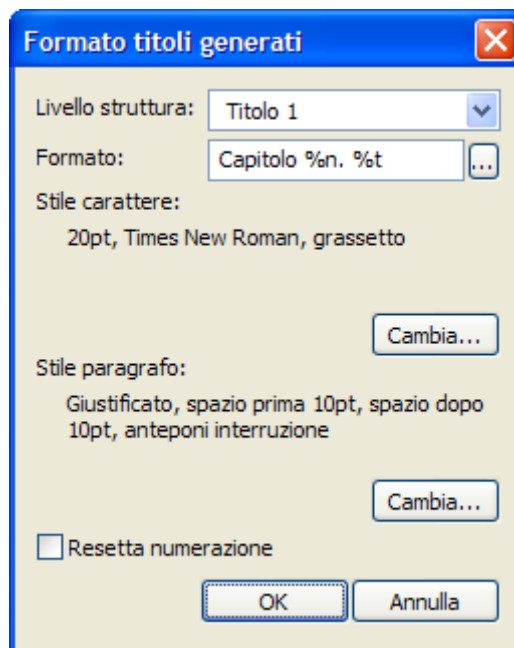 Formato titoli generati
Livello struttura: Titolo 1
Formato: Capitolo %n. %t ...
Stile carattere:
20pt, Times New Roman, grassetto
Cambia...
Stile paragrafo:
Giustificato, spazio prima 10pt, spazio dopo
10pt, anteponi interruzione
Cambia...
Resetta numerazione
OK Annulla